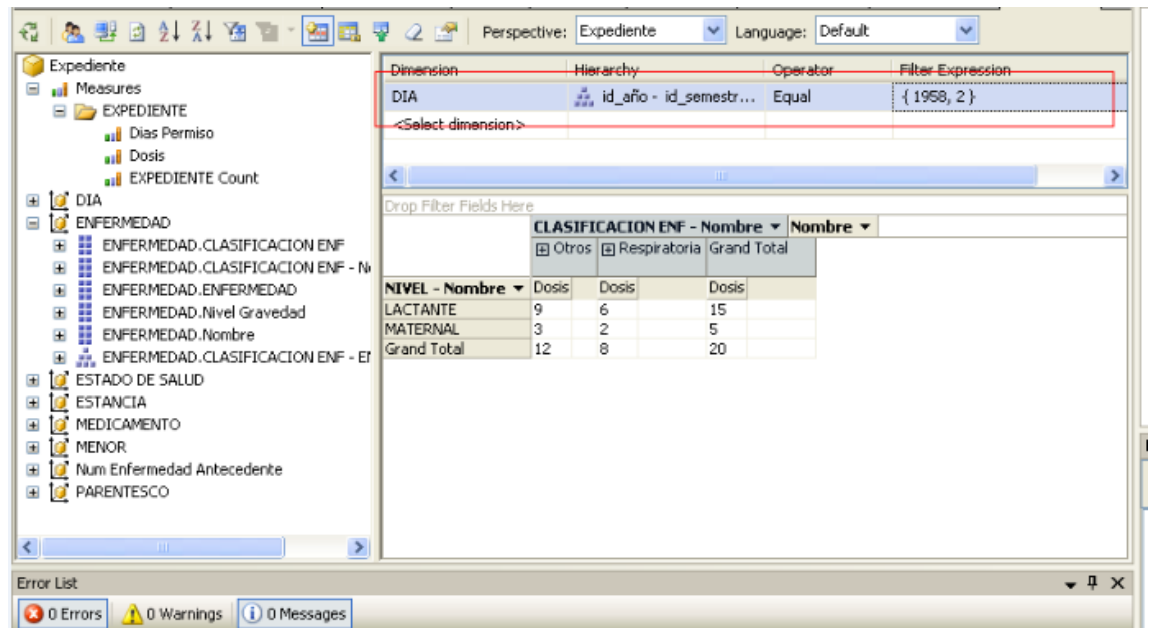 Perspective: Expediente Language: Default
Expediente
Measures
EXPEDIENTE
Dias Permiso
Dosis
EXPEDIENTE Count
DIA
ENFERMEDAD
ENFERMEDAD.CLASIFICACION ENF
ENFERMEDAD.CLASIFICACION ENF - N
ENFERMEDAD.ENFERMEDAD
ENFERMEDAD.Nivel Gravedad
ENFERMEDAD.Nombre
ENFERMEDAD.CLASIFICACION ENF - E
ESTADO DE SALUD
ESTANCIA
MEDICAMENTO
MENOR
Num Enfermedad Antecedente
PARENTESCO
Dimension Hierarchy Operator Filter Expression
DIA id_año - id_semestr... Equal { 1958, 2 }
<Select dimension>
Drop Filter Fields Here
CLASIFICACION ENF - Nombre Nombre
Otros Respiratoria Grand Total
NIVEL - Nombre Dosis Dosis Dosis
LACTANTE 9 6 15
MATERNAL 3 2 5
Grand Total 12 8 20
Error List
0 Errors 0 Warnings 0 Messages